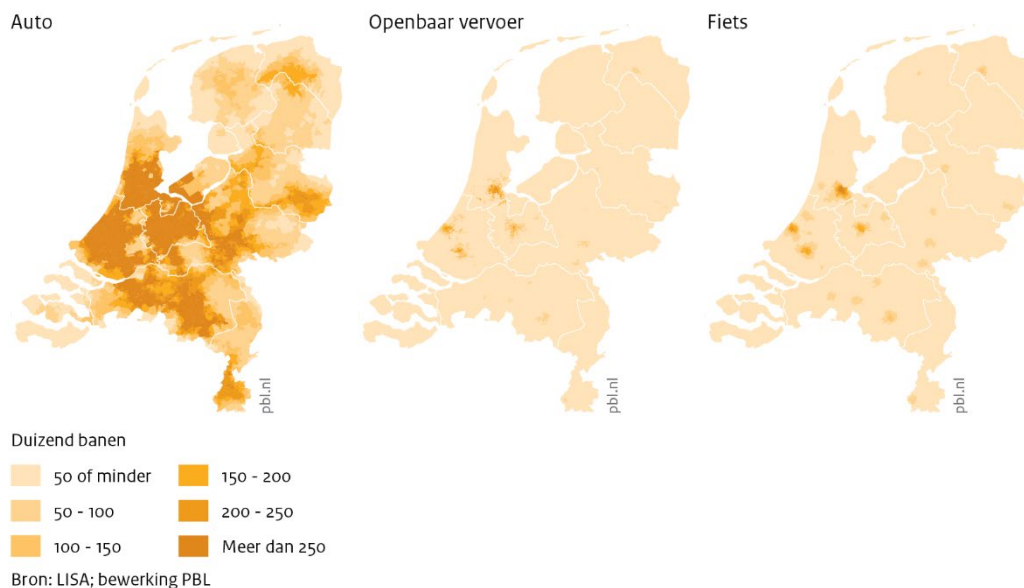 Auto
Openbaar vervoer
Fiets
pbl.nl
pbl.nl
pbl.nl
Duizend banen
50 of minder
50 - 100
100 - 150
150 - 200
200 - 250
Meer dan 250
Bron: LISA; bewerking PBL